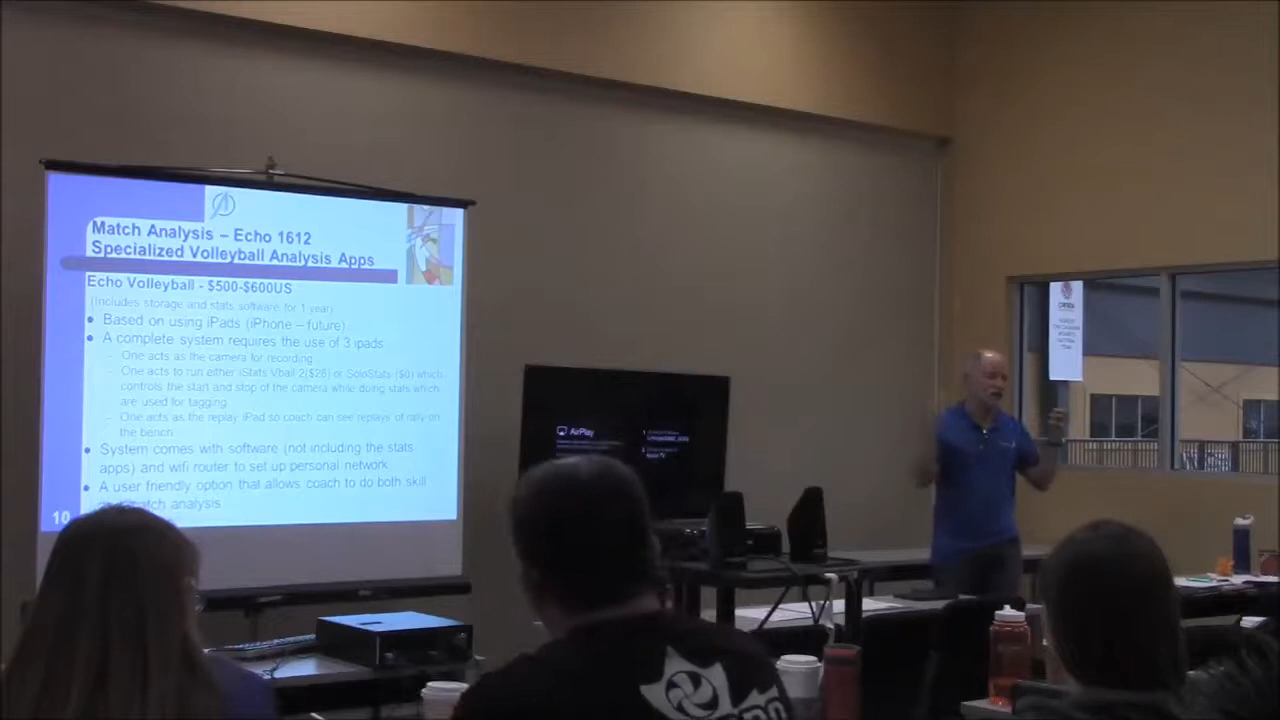 Match Analysis – Echo 1612
Specialized Volleyball Analysis Apps
Echo Volleyball - $500-$600US
(Includes storage and stats software for 1 year)
Based on using iPads (iPhone – future)
A complete system requires the use of 3 ipads
One acts as the camera for recording
One acts to run either iStats Vball 2($28) or SoloStats ($0) which
controls the start and stop of the camera while doing stats which
are used for tagging.
One acts as the replay iPad so coach can see replays of rally on
the bench
System comes with software (not including the stats
apps) and wifi router to set up personal network
A user friendly option that allows coach to do both skill
match analysis
10
AirPlay